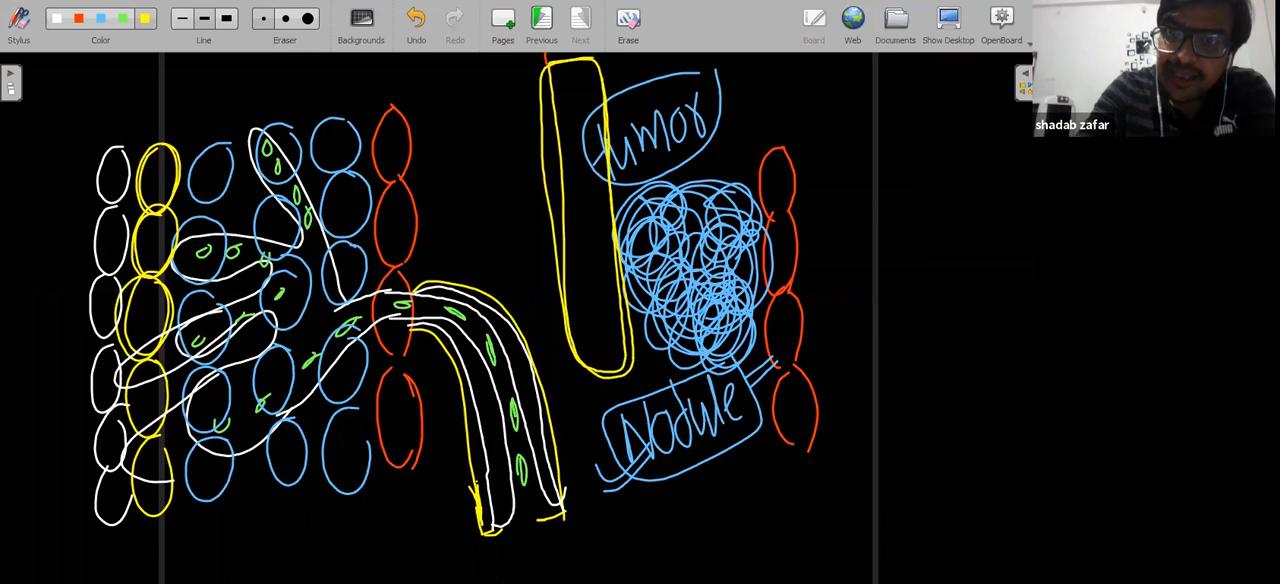 Stylus
Color
Line
Eraser
Backgrounds
Undo
Redo
Pages
Previous
Next
Erase
Board
Web
Documents
Show Desktop
OpenBoard
shadab zafar
Tumor
Nodule